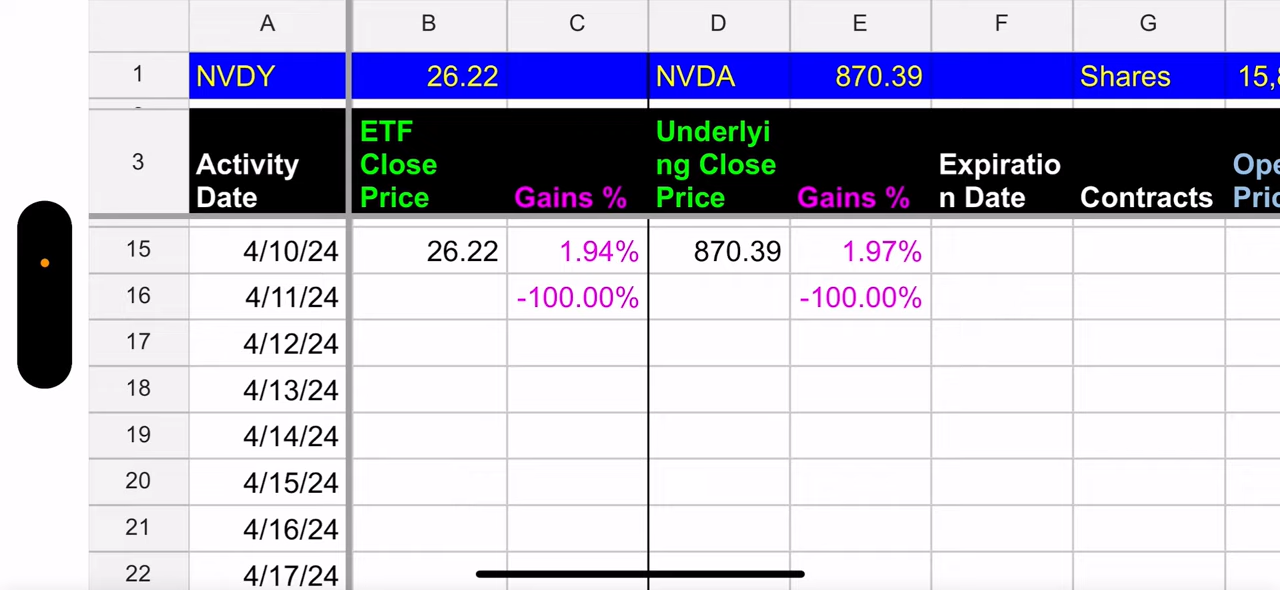 A B C D E F G
1 NVDY 26.22 NVDA 870.39 Shares
3 Activity Date ETF Close Price Gains % Underlyi ng Close Price Gains % Expiratio n Date Contracts
15 4/10/24 26.22 1.94% 870.39 1.97%
16 4/11/24 -100.00% -100.00%
17 4/12/24
18 4/13/24
19 4/14/24
20 4/15/24
21 4/16/24
22 4/17/24